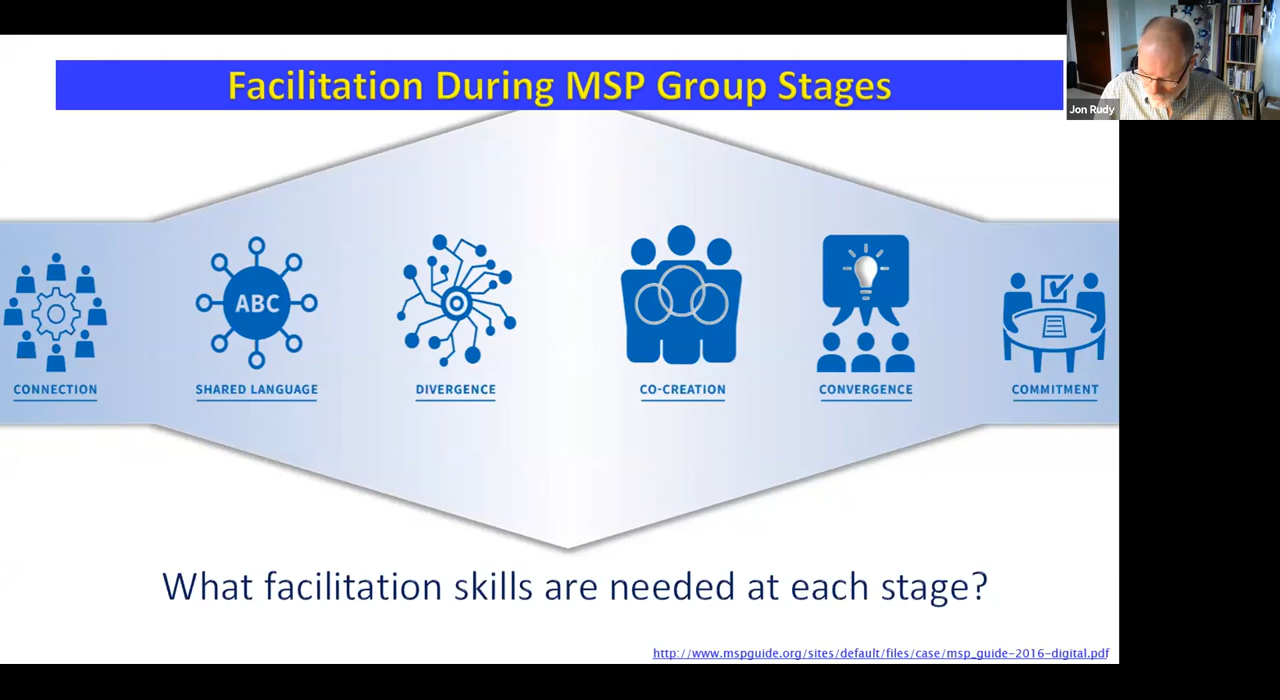 Facilitation During MSP Group Stages
Jon Rudy
ABC
CONNECTION
SHARED LANGUAGE
DIVERGENCE
CO-CREATION
CONVERGENCE
COMMITMENT
What facilitation skills are needed at each stage?
http://www.mspguide.org/sites/default/files/case/msp_guide-2016-digital.pdf